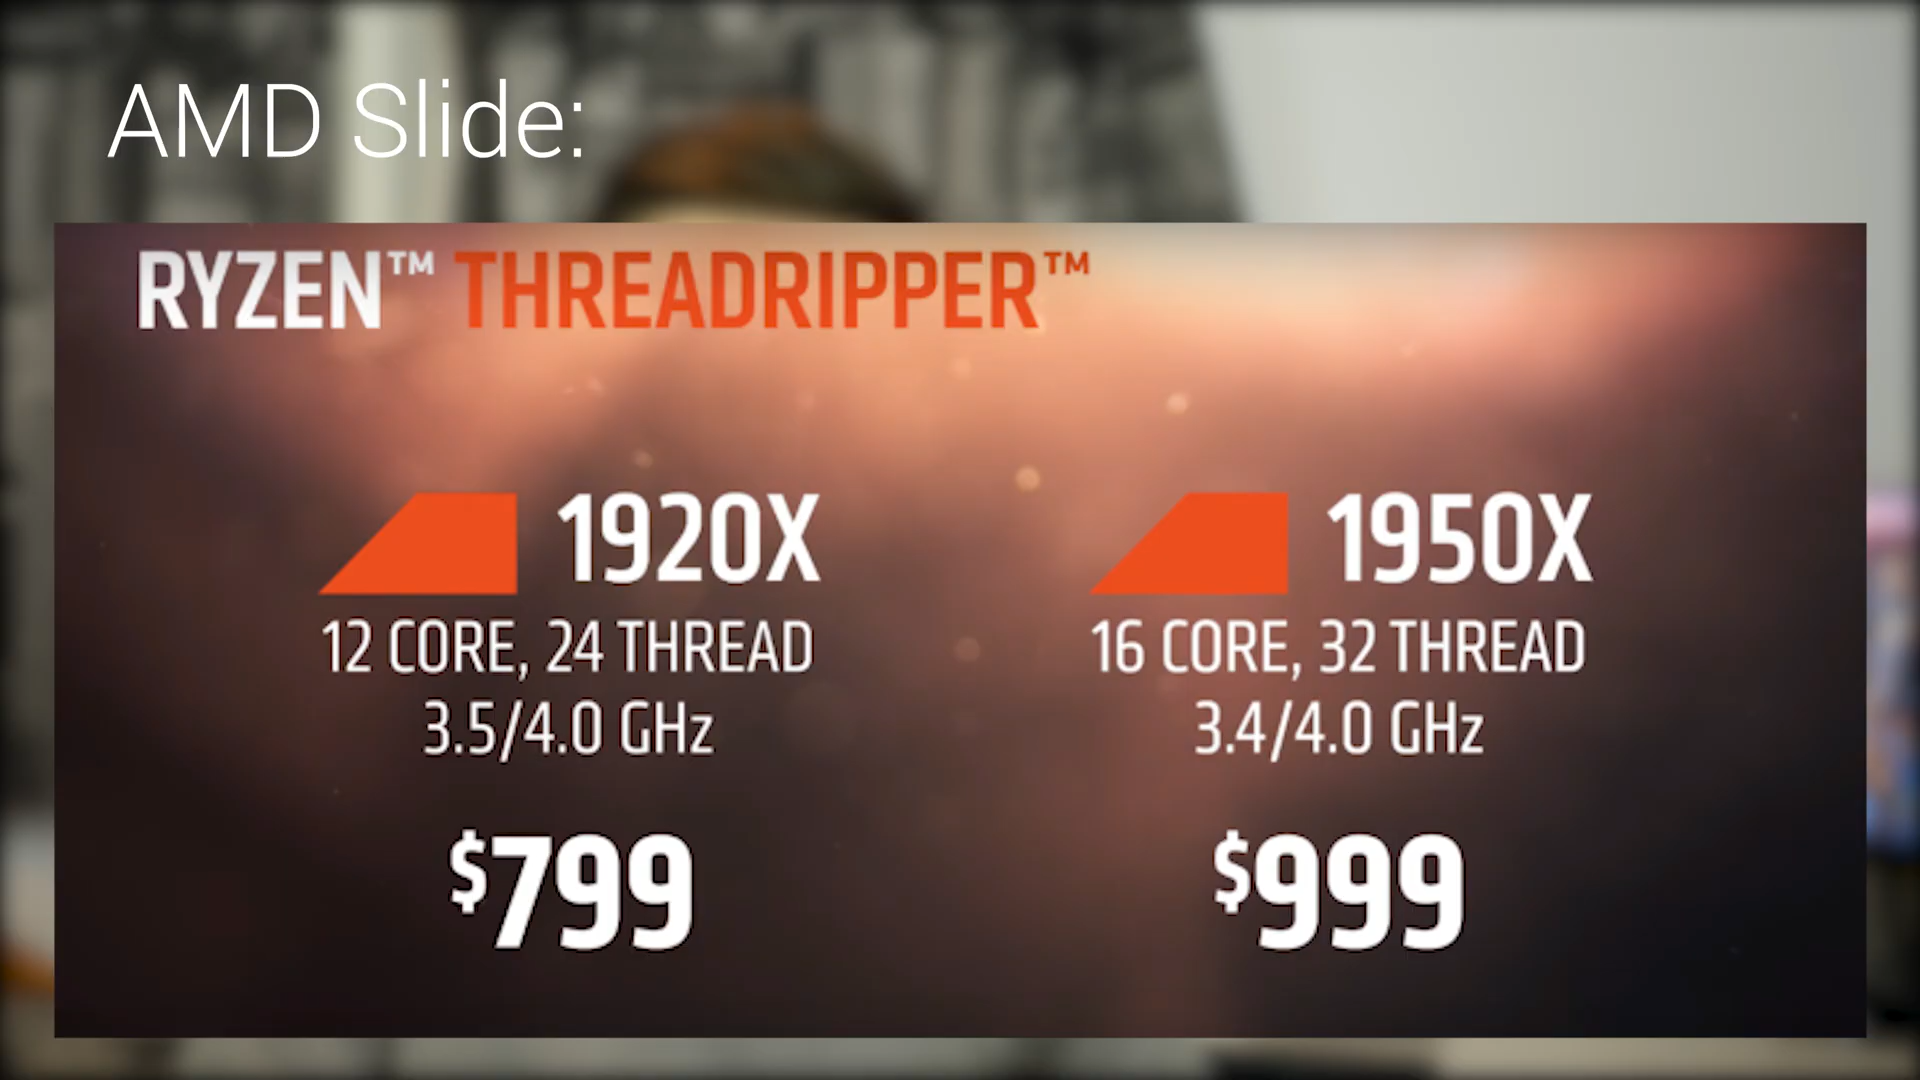 AMD Slide:
RYZEN™ THREADRIPPER™
1920X
12 CORE, 24 THREAD
3.5/4.0 GHz
$799
1950X
16 CORE, 32 THREAD
3.4/4.0 GHz
$999